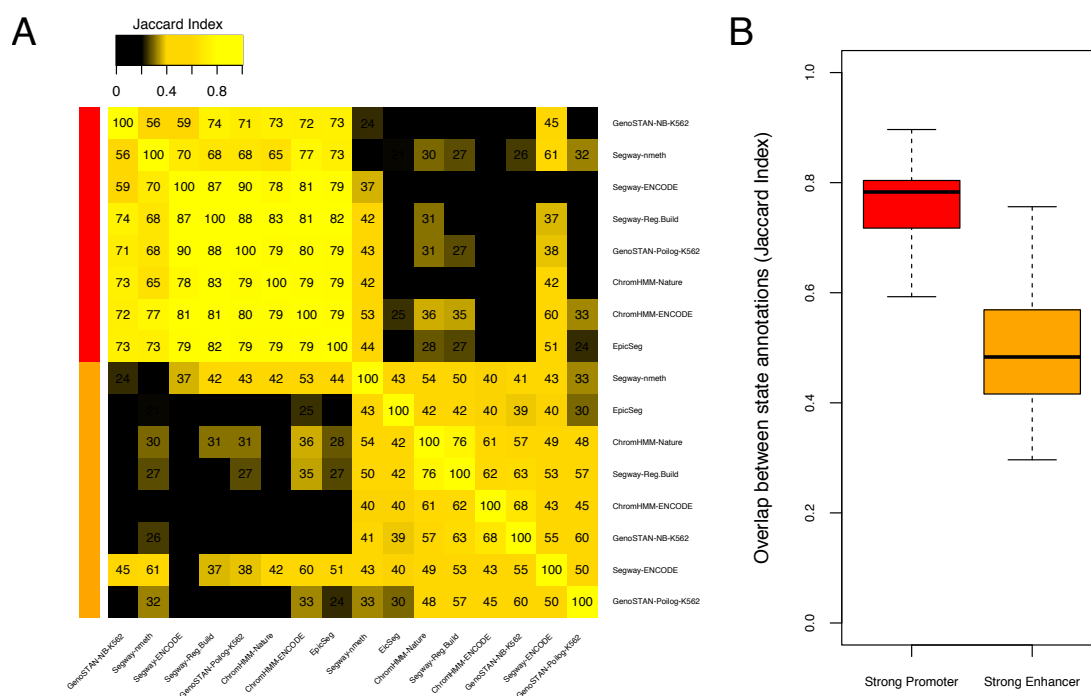 A
Jaccard Index
0 0.4 0.8
100 56 59 74 71 73 72 73 24 45 GenoSTAN-NB-K562
56 100 70 68 68 65 77 73 21 30 27 26 61 32 Segway-nmeth
59 70 100 87 90 78 81 79 37 Segway-ENCODE
74 68 87 100 88 83 81 82 42 31 37 Segway-Reg.Build
71 68 90 88 100 79 80 79 43 31 27 38 GenoSTAN-Poilog-K562
73 65 78 83 79 100 79 79 42 42 ChromHMM-Nature
72 77 81 81 80 79 100 79 53 25 36 35 60 33 ChromHMM-ENCODE
73 73 79 82 79 79 79 100 44 28 27 51 24 EpicSeg
24 37 42 43 42 53 44 100 43 54 50 40 41 43 33 Segway-nmeth
21 25 43 100 42 42 40 39 40 30 EpicSeg
30 31 31 36 28 54 42 100 76 61 57 49 48 ChromHMM-Nature
27 27 35 27 50 42 76 100 62 63 53 57 Segway-Reg.Build
40 40 61 62 100 68 43 45 ChromHMM-ENCODE
26 41 39 57 63 68 100 55 60 GenoSTAN-NB-K562
45 61 37 38 42 60 51 43 40 49 53 43 55 100 50 Segway-ENCODE
32 33 24 33 30 48 57 45 60 50 100 GenoSTAN-Poilog-K562
GenoSTAN-NB-K562
Segway-nmeth
Segway-ENCODE
Segway-Reg.Build
GenoSTAN-Poilog-K562
ChromHMM-Nature
ChromHMM-ENCODE
EpicSeg
Segway-nmeth
EicSeg
ChromHMM-Nature
Segway-Reg.Build
ChromHMM-ENCODE
GenoSTAN-NB-K562
Segway-ENCODE
GenoSTAN-Poilog-K562
B
Overlap between state annotations (Jaccard Index)
1.0
0.8
0.6
0.4
0.2
0.0
Strong Promoter
Strong Enhancer